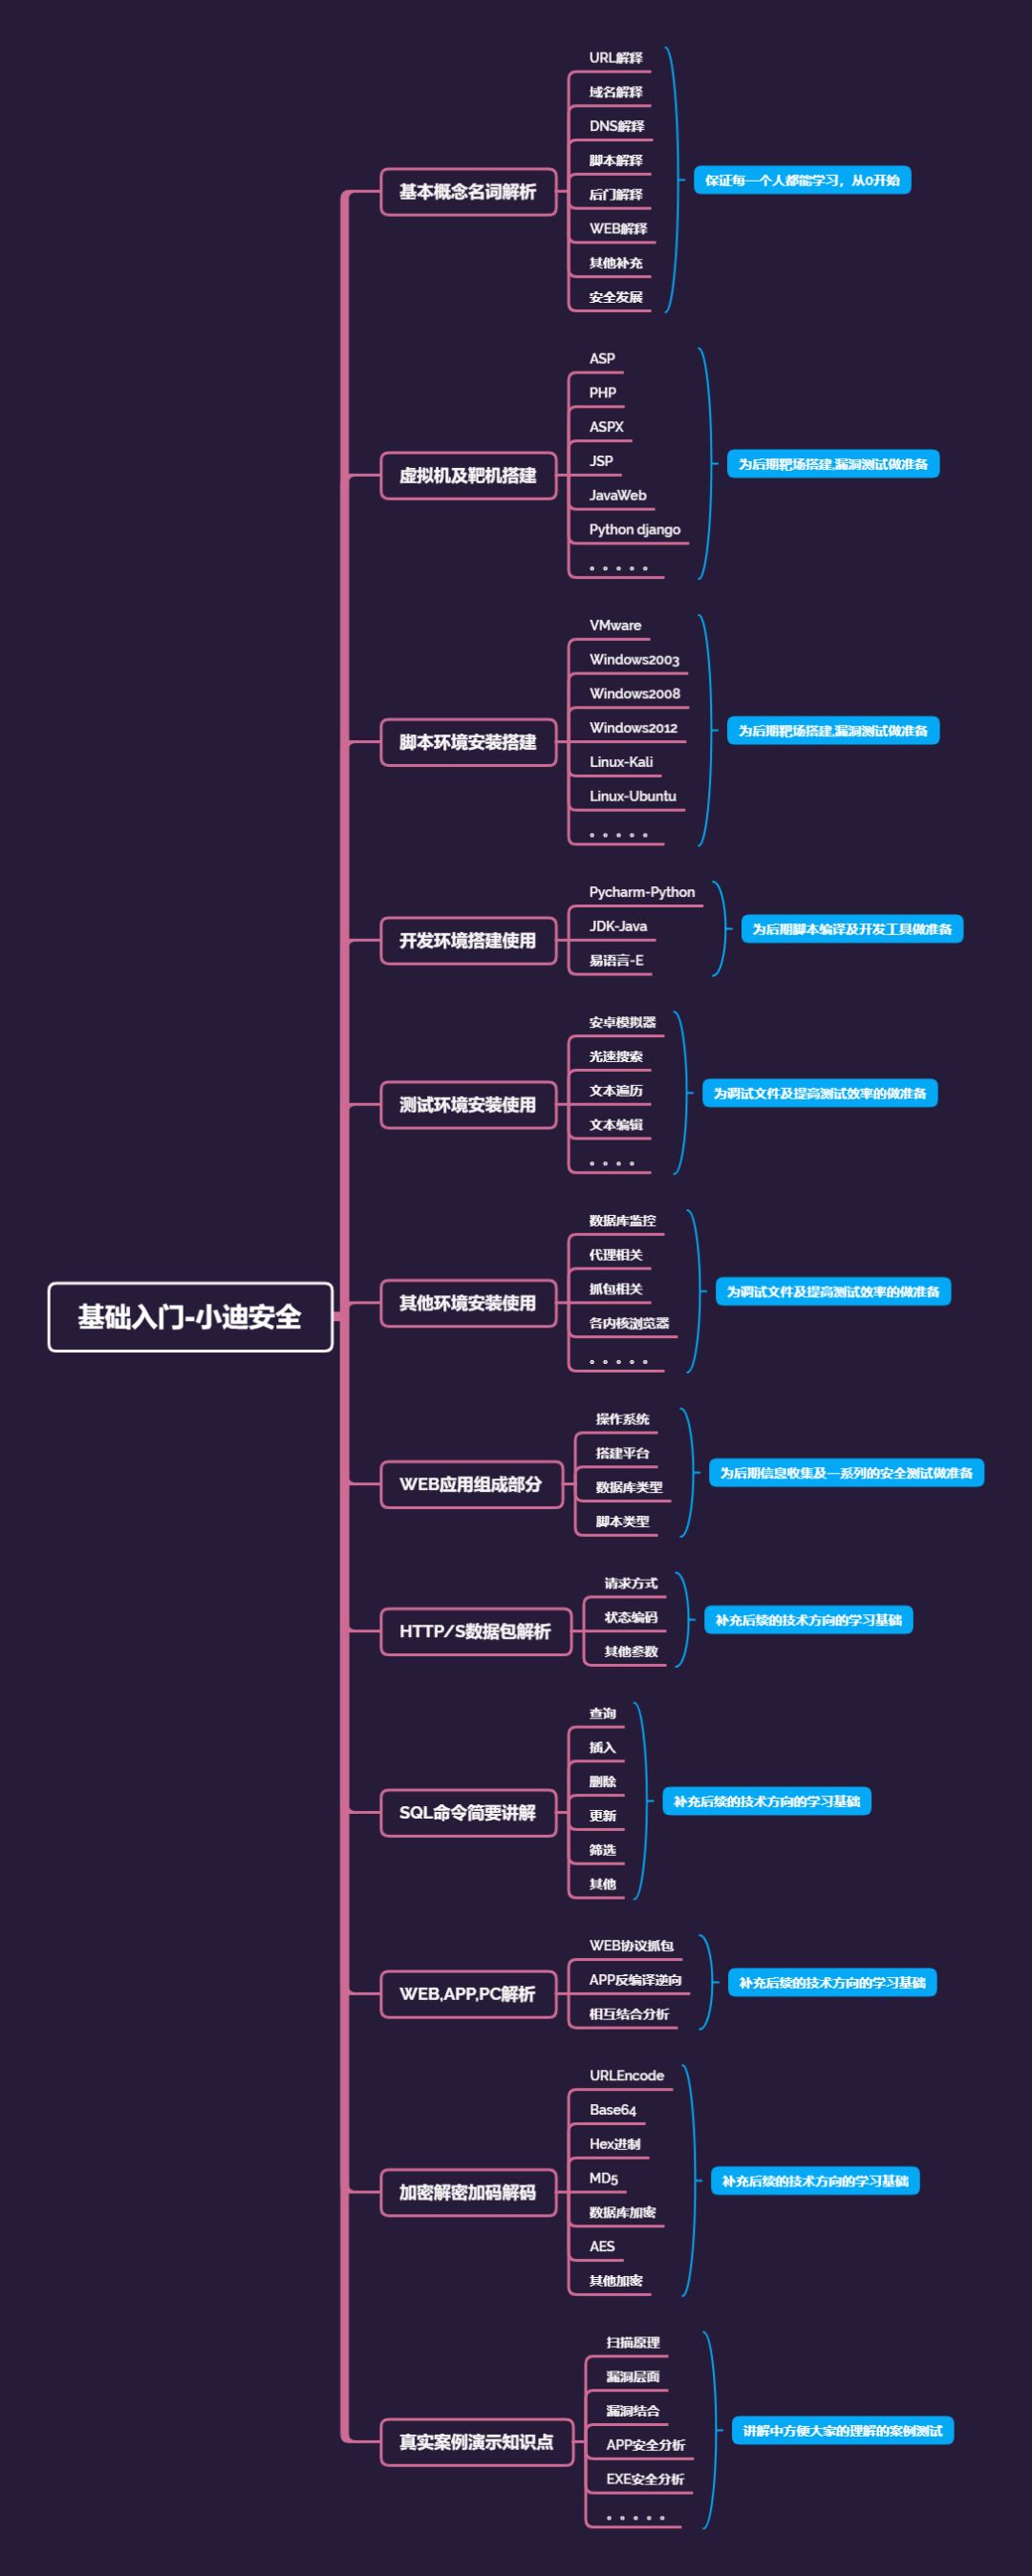 基础入门-小迪安全
基本概念名词解析
URL解释
域名解释
DNS解释
脚本解释
后门解释
WEB解释
其他补充
安全发展
保证每一个人都能学习，从0开始
虚拟机及靶机搭建
ASP
PHP
ASPX
JSP
JavaWeb
Python django
。。。。。
为后期靶场搭建,漏洞测试做准备
脚本环境安装搭建
VMware
Windows2003
Windows2008
Windows2012
Linux-Kali
Linux-Ubuntu
。。。。。
为后期靶场搭建,漏洞测试做准备
开发环境搭建使用
Pycharm-Python
JDK-Java
易语言-E
为后期脚本编译及开发工具做准备
测试环境安装使用
安卓模拟器
光速搜索
文本遍历
文本编辑
。。。。
为调试文件及提高测试效率的做准备
其他环境安装使用
数据库监控
代理相关
抓包相关
各内核浏览器
。。。。。
为调试文件及提高测试效率的做准备
WEB应用组成部分
操作系统
搭建平台
数据库类型
脚本类型
为后期信息收集及一系列的安全测试做准备
HTTP/S数据包解析
请求方式
状态编码
其他参数
补充后续的技术方向的学习基础
SQL命令简要讲解
查询
插入
删除
更新
筛选
其他
补充后续的技术方向的学习基础
WEB,APP,PC解析
WEB协议抓包
APP反编译逆向
相互结合分析
补充后续的技术方向的学习基础
加密解密加码解码
URLEncode
Base64
Hex进制
MD5
数据库加密
AES
其他加密
补充后续的技术方向的学习基础
真实案例演示知识点
扫描原理
漏洞层面
漏洞结合
APP安全分析
EXE安全分析
。。。。。
讲解中方便大家的理解的案例测试